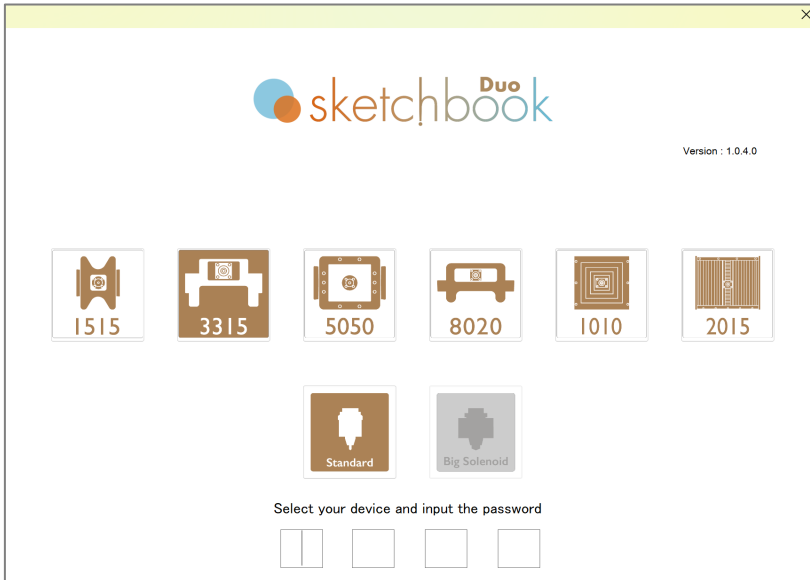 Duo
sketchbook
Version : 1.0.4.0
1515 3315 5050 8020 1010 2015
Standard Big Solenoid
Select your device and input the password